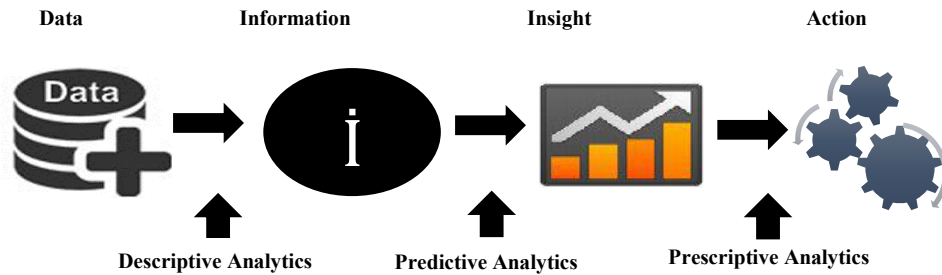 Data Information Insight Action
Data
i
Descriptive Analytics Predictive Analytics Prescriptive Analytics